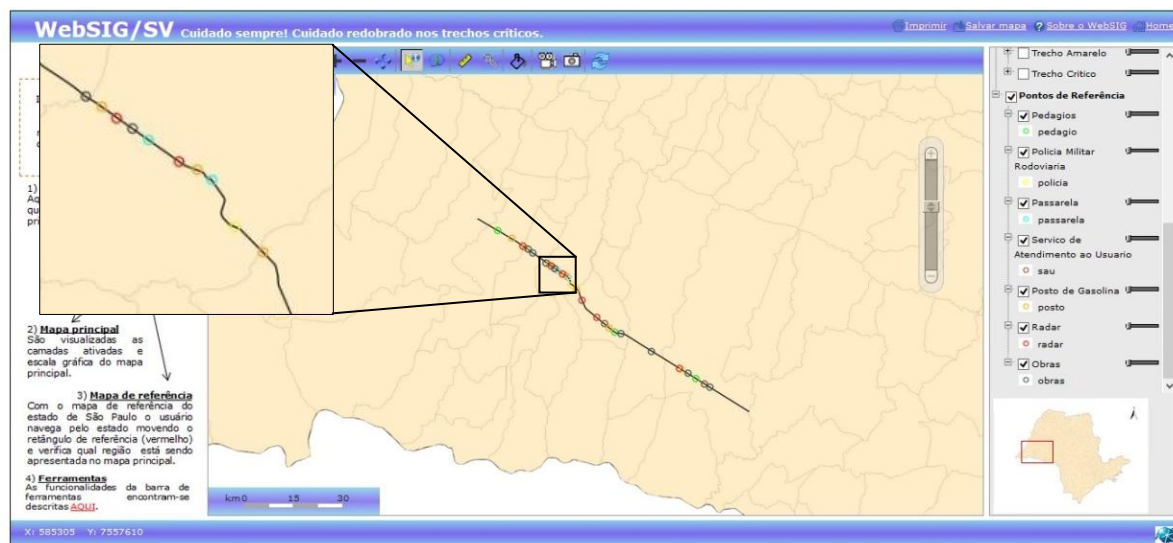 WebSIG/SV Cuidado sempre! Cuidado redobrado nos trechos críticos.
Imprimir Salvar mapa Sobre o WebSIG Home
1)
2) Mapa principal
São visualizadas as
camadas ativadas e
escala gráfica do mapa
principal.
3) Mapa de referência
Com o mapa de referência do
estado de São Paulo o usuário
navega pelo estado movendo o
retângulo de referência (vermelho)
e verifica qual região está sendo
apresentada no mapa principal.
4) Ferramentas
As funcionalidades da barra de
ferramentas encontram-se
descritas AQUI.
km0 15 30
Trecho Amarelo
Trecho Critico
Pontos de Referência
Pedagios
pedagio
Policia Militar
Rodoviaria
policia
Passarela
passarela
Servico de
Atendimento ao Usuario
sau
Posto de Gasolina
posto
Radar
radar
Obras
obras
X: 585305 Y: 7557610